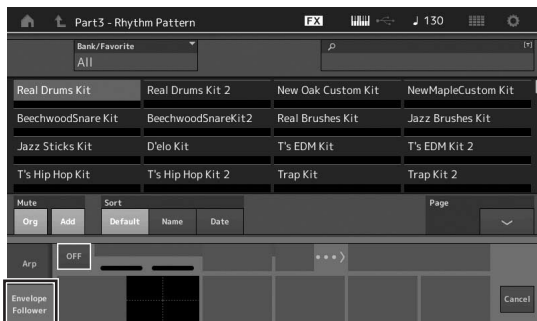 Part3 - Rhythm Pattern FX 130
Bank/Favorite
All
Real Drums Kit Real Drums Kit 2 New Oak Custom Kit NewMapleCustom Kit
BeechwoodSnare Kit BeechwoodSnareKit2 Real Brushes Kit Jazz Brushes Kit
Jazz Sticks Kit D'elo Kit T's EDM Kit T's EDM Kit 2
T's Hip Hop Kit T's Hip Hop Kit 2 Trap Kit Trap Kit 2
Mute Sort Page
Org Add Default Name Date
Arp OFF
Envelope
Follower
Cancel